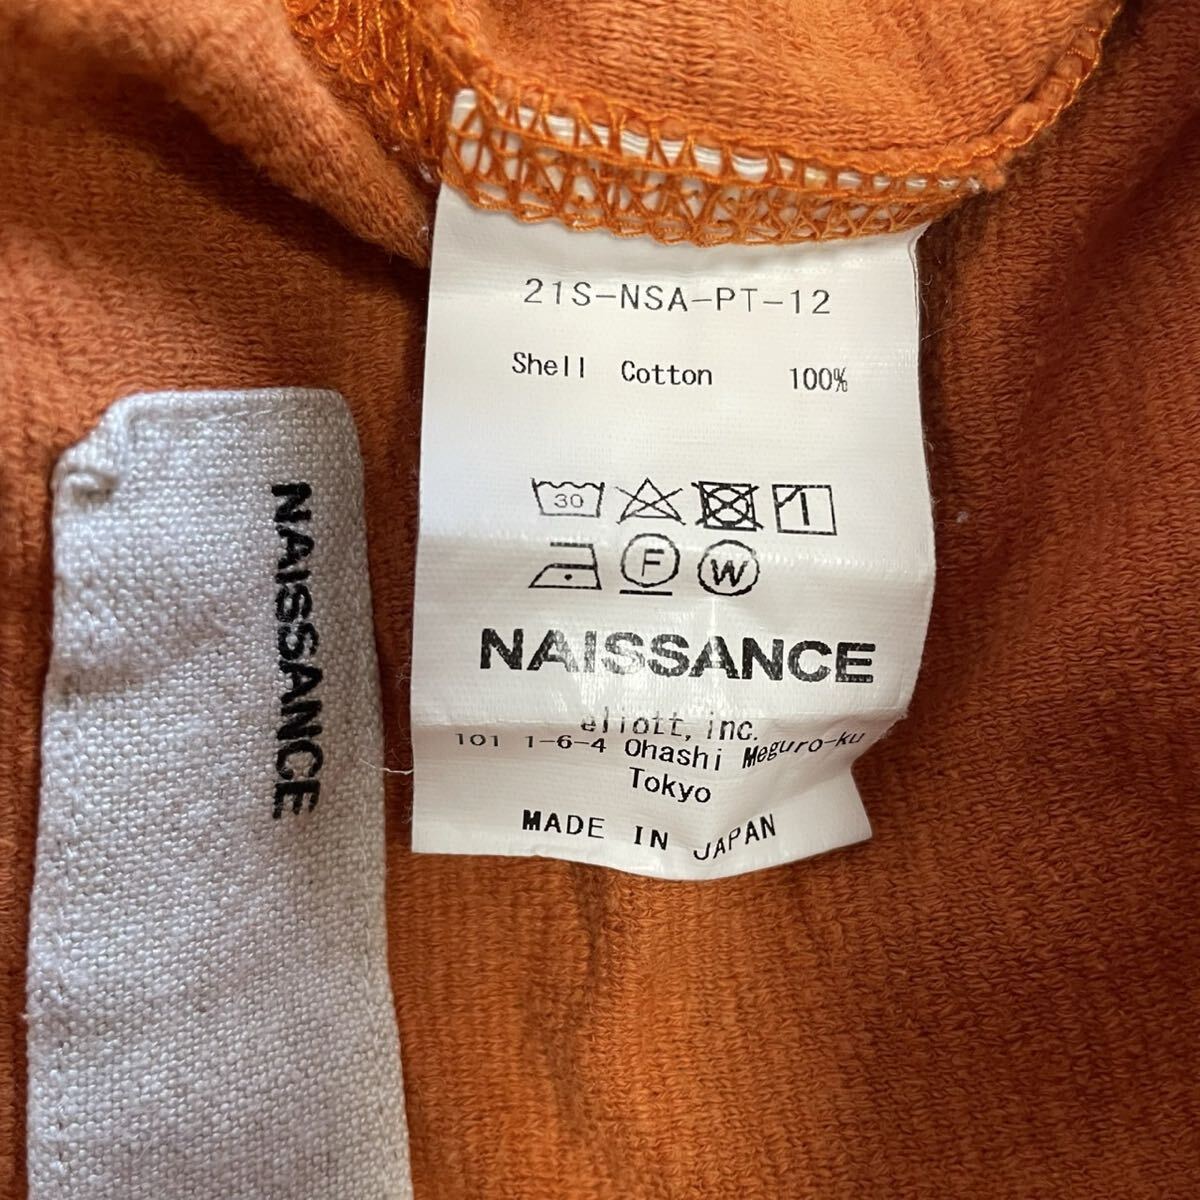 NAISSANCE
21S-NSA-PT-12
Shell Cotton 100%
30
F W
NAISSANCE
eliott, inc.
101 1-6-4 Ohashi Meguro-ku
Tokyo
MADE IN JAPAN